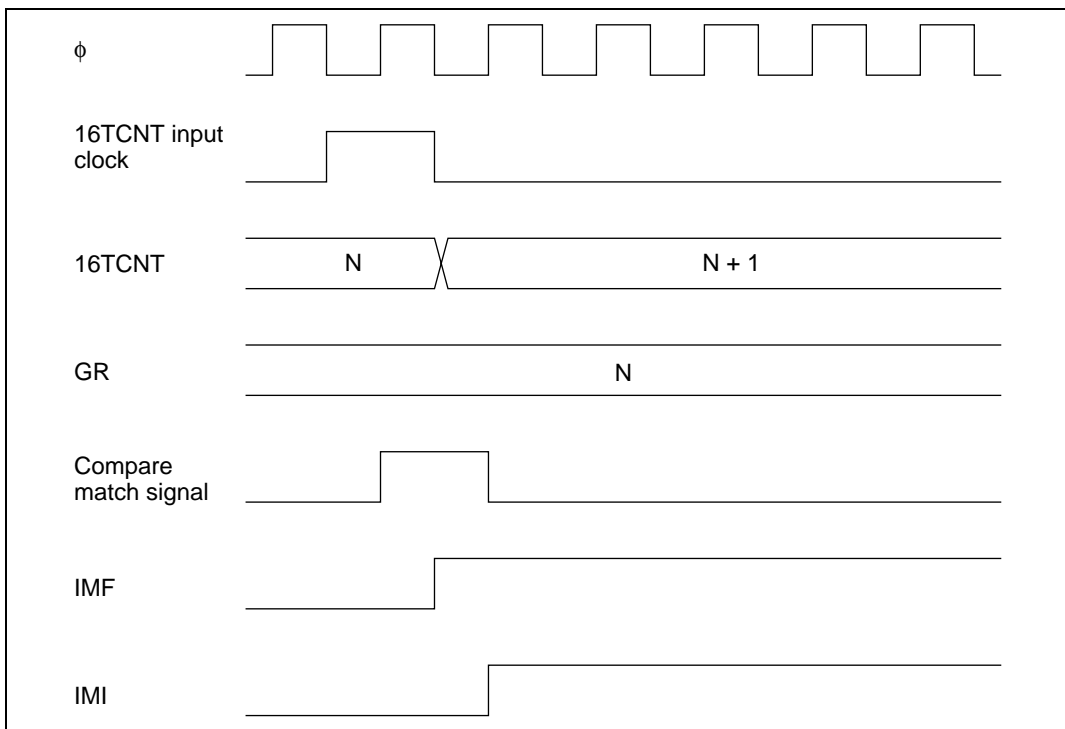 ϕ
16TCNT input
clock
16TCNT
N
N + 1
GR
N
Compare
match signal
IMF
IMI